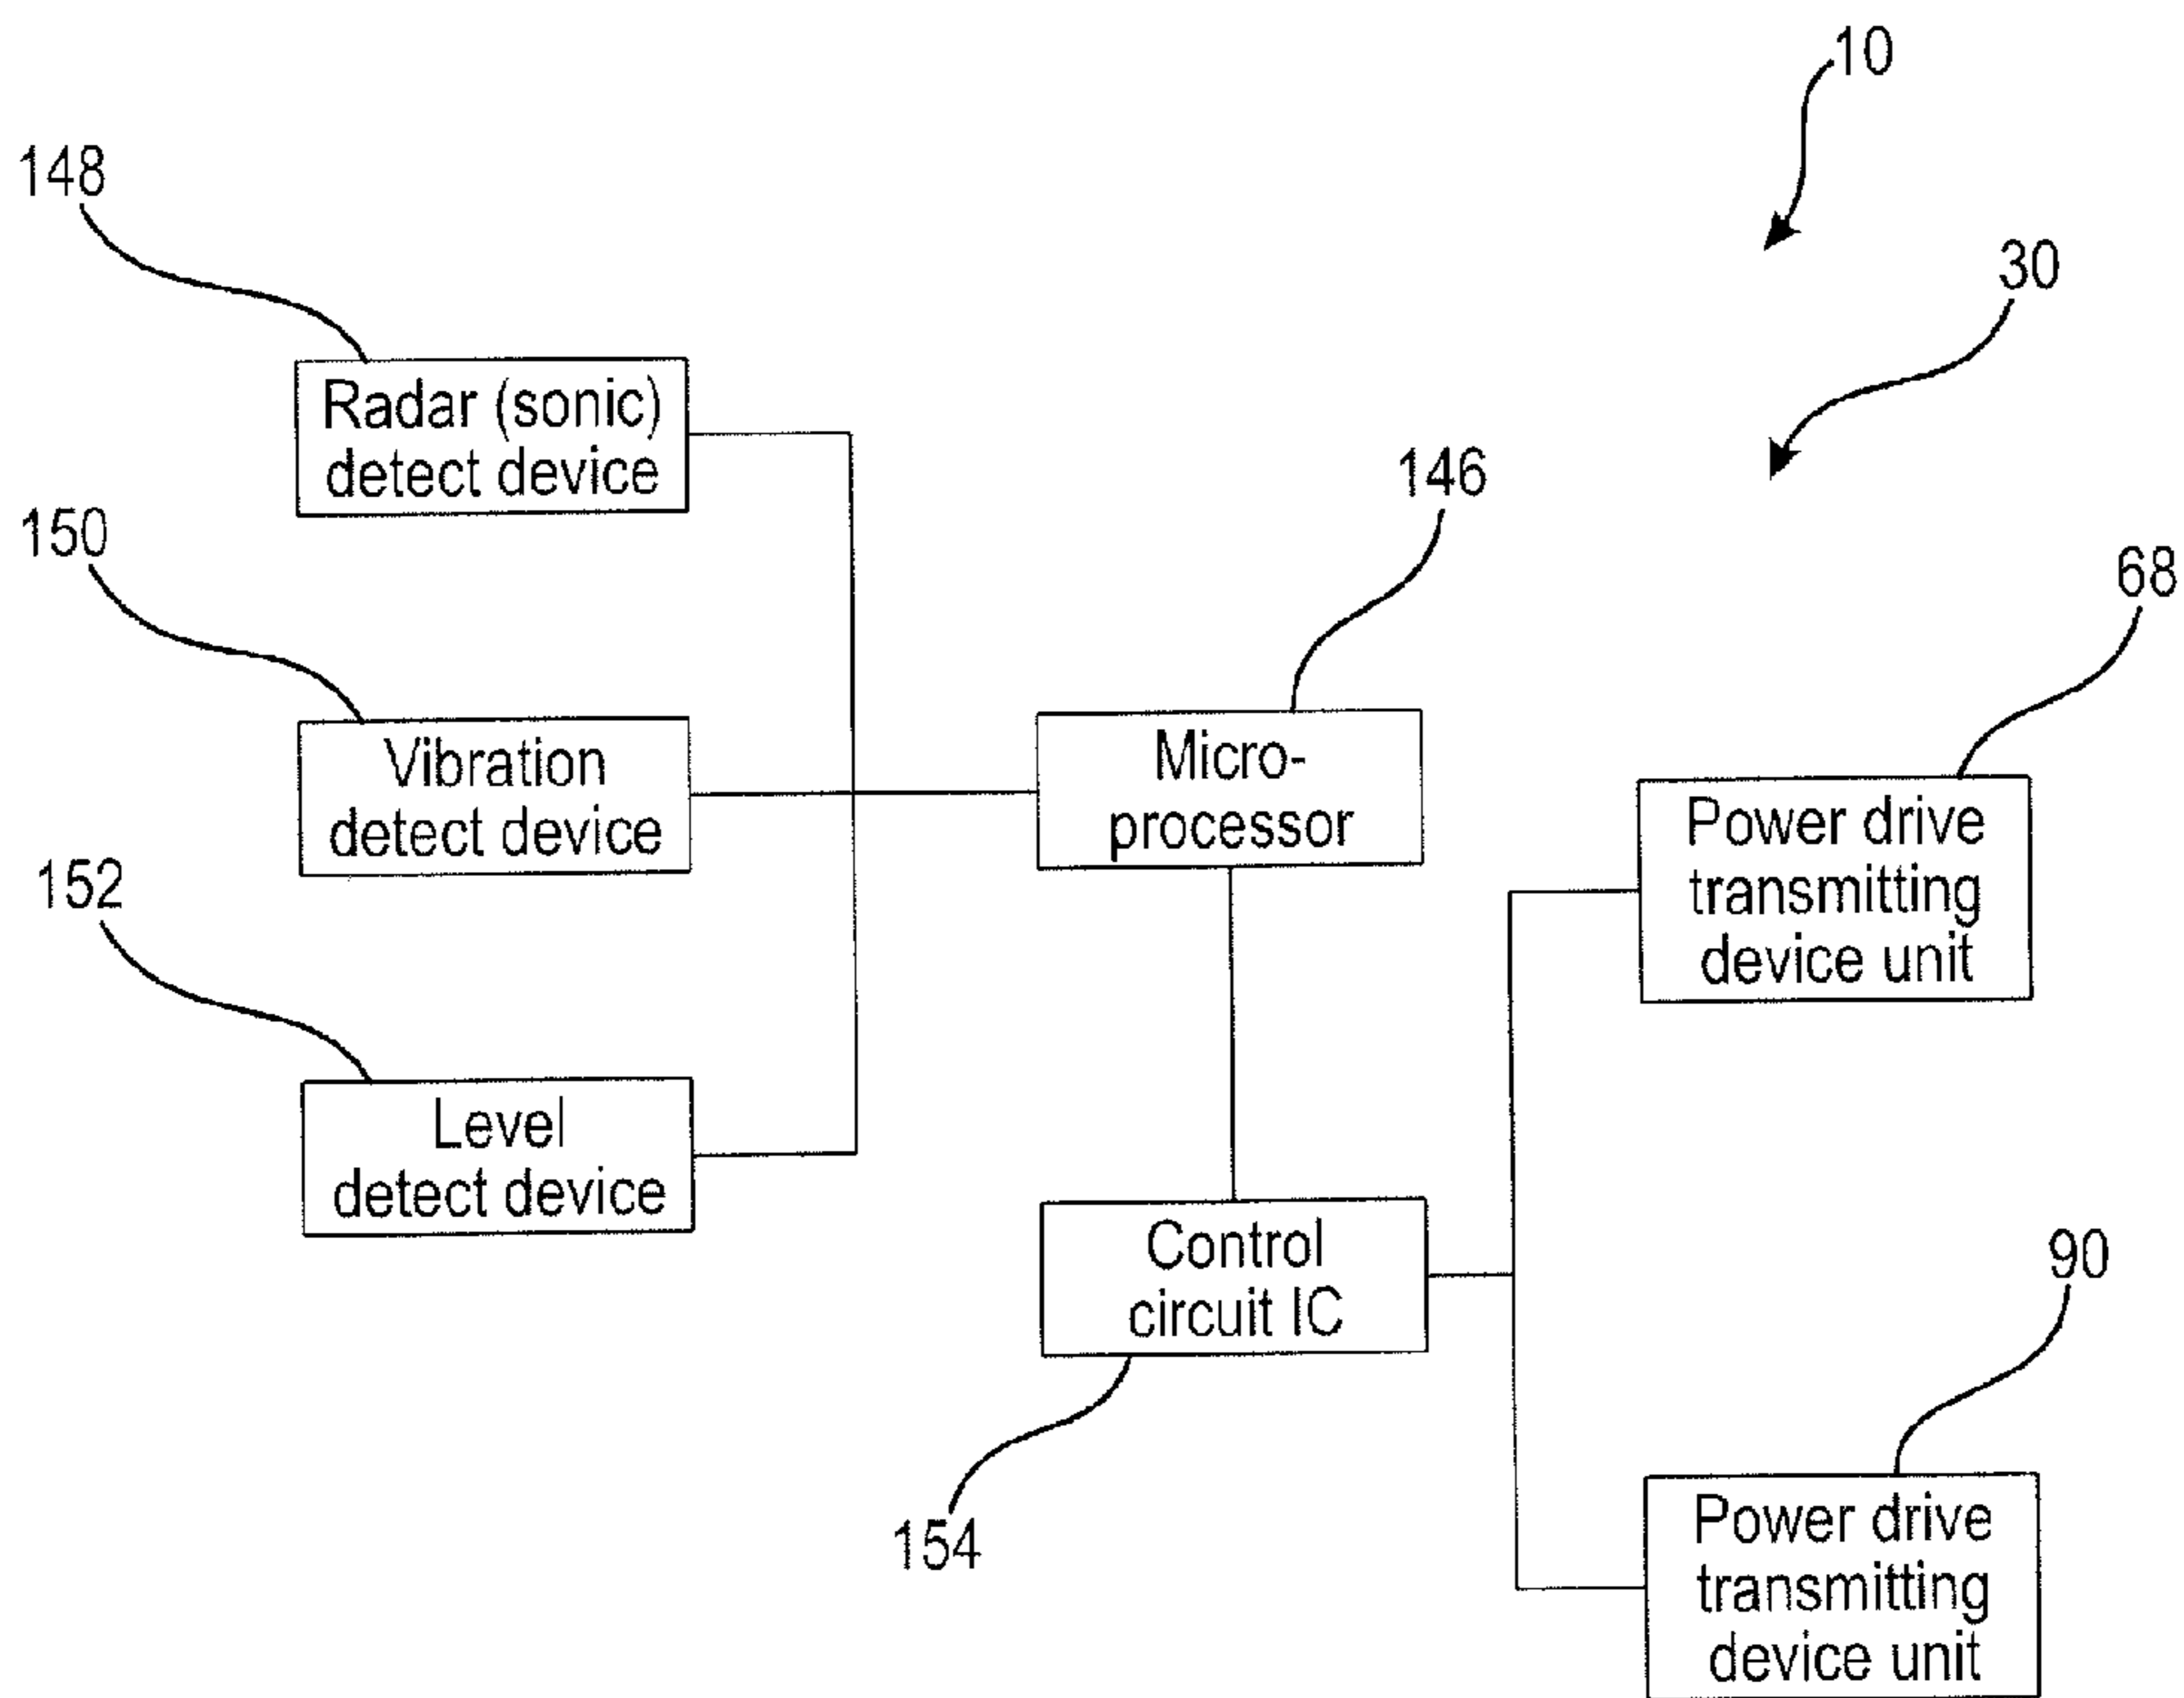 10
148
30
Radar (sonic)
detect device
146
150
68
Vibration
detect device
Micro-
processor
Power drive
transmitting
device unit
152
Level
detect device
Control
circuit IC
90
154
Power drive
transmitting
device unit